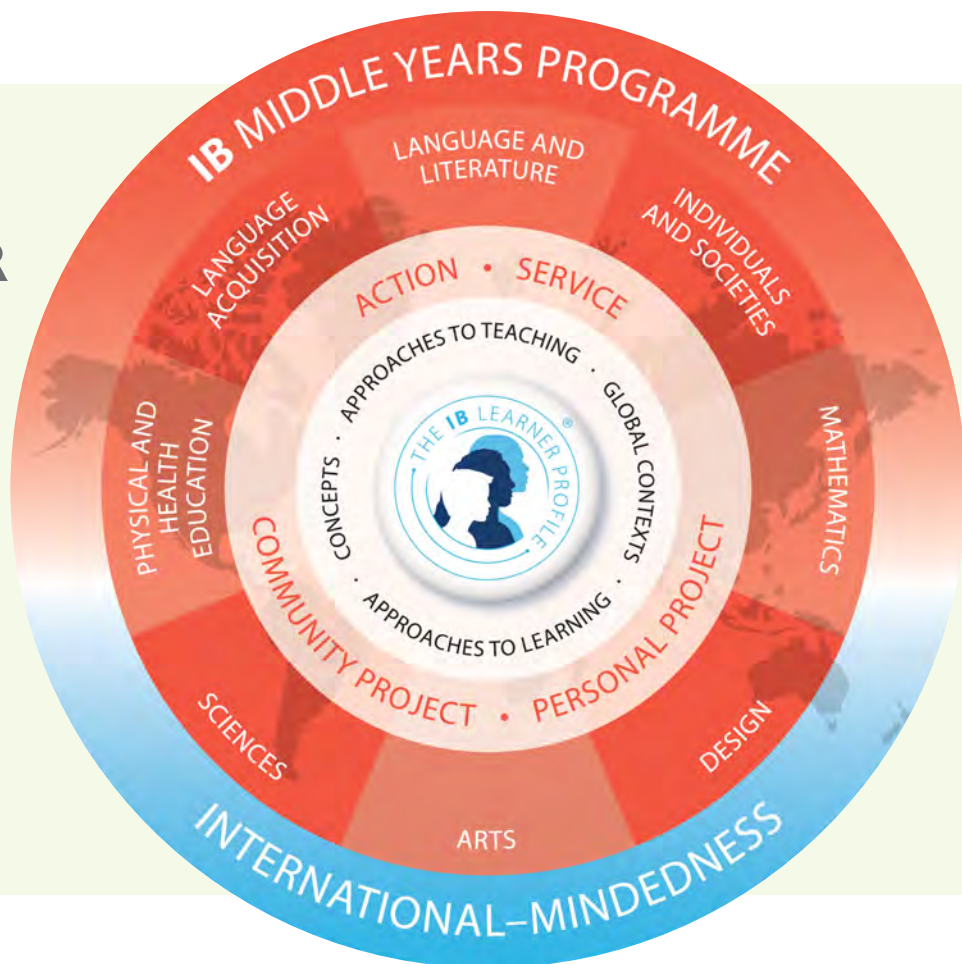 IB MIDDLE YEARS PROGRAMME
R
LANGUAGE AND
LITERATURE
LANGUAGE
ACQUISITION
INDIVIDUALS
AND SOCIETIES
PHYSICAL AND
HEALTH
EDUCATION
MATHEMATICS
SCIENCES
DESIGN
ARTS
ACTION • SERVICE
COMMUNITY PROJECT • PERSONAL PROJECT
APPROACHES TO TEACHING · GLOBAL CONTEXTS ·
CONCEPTS · APPROACHES TO LEARNING ·
THE IB LEARNER PROFILE ®
INTERNATIONAL–MINDEDNESS